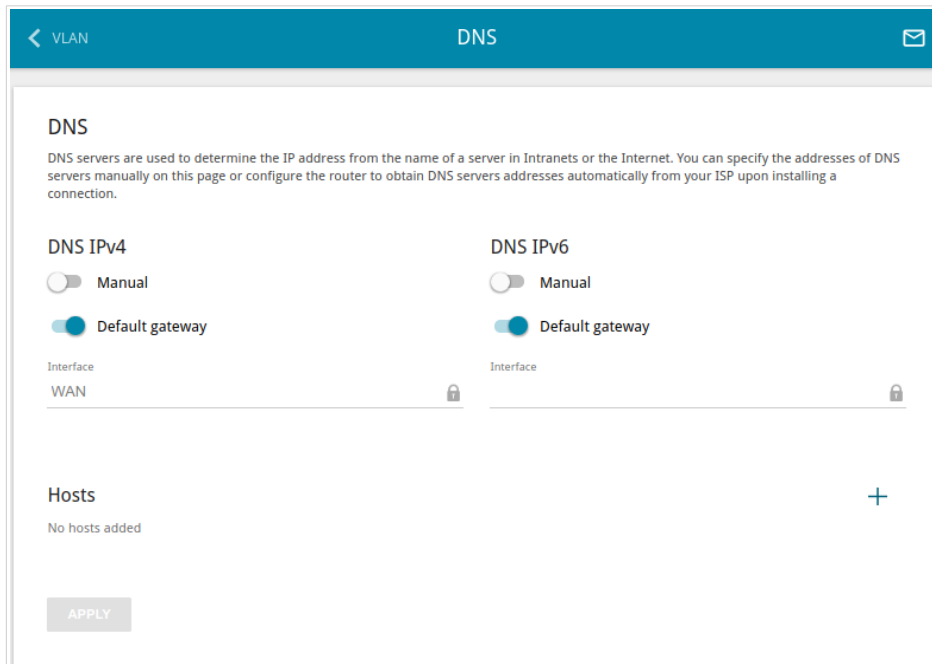 VLAN
DNS
DNS
DNS servers are used to determine the IP address from the name of a server in Intranets or the Internet. You can specify the addresses of DNS
servers manually on this page or configure the router to obtain DNS servers addresses automatically from your ISP upon installing a
connection.
DNS IPv4
Manual
Default gateway
Interface
WAN
DNS IPv6
Manual
Default gateway
Interface
Hosts
No hosts added
APPLY